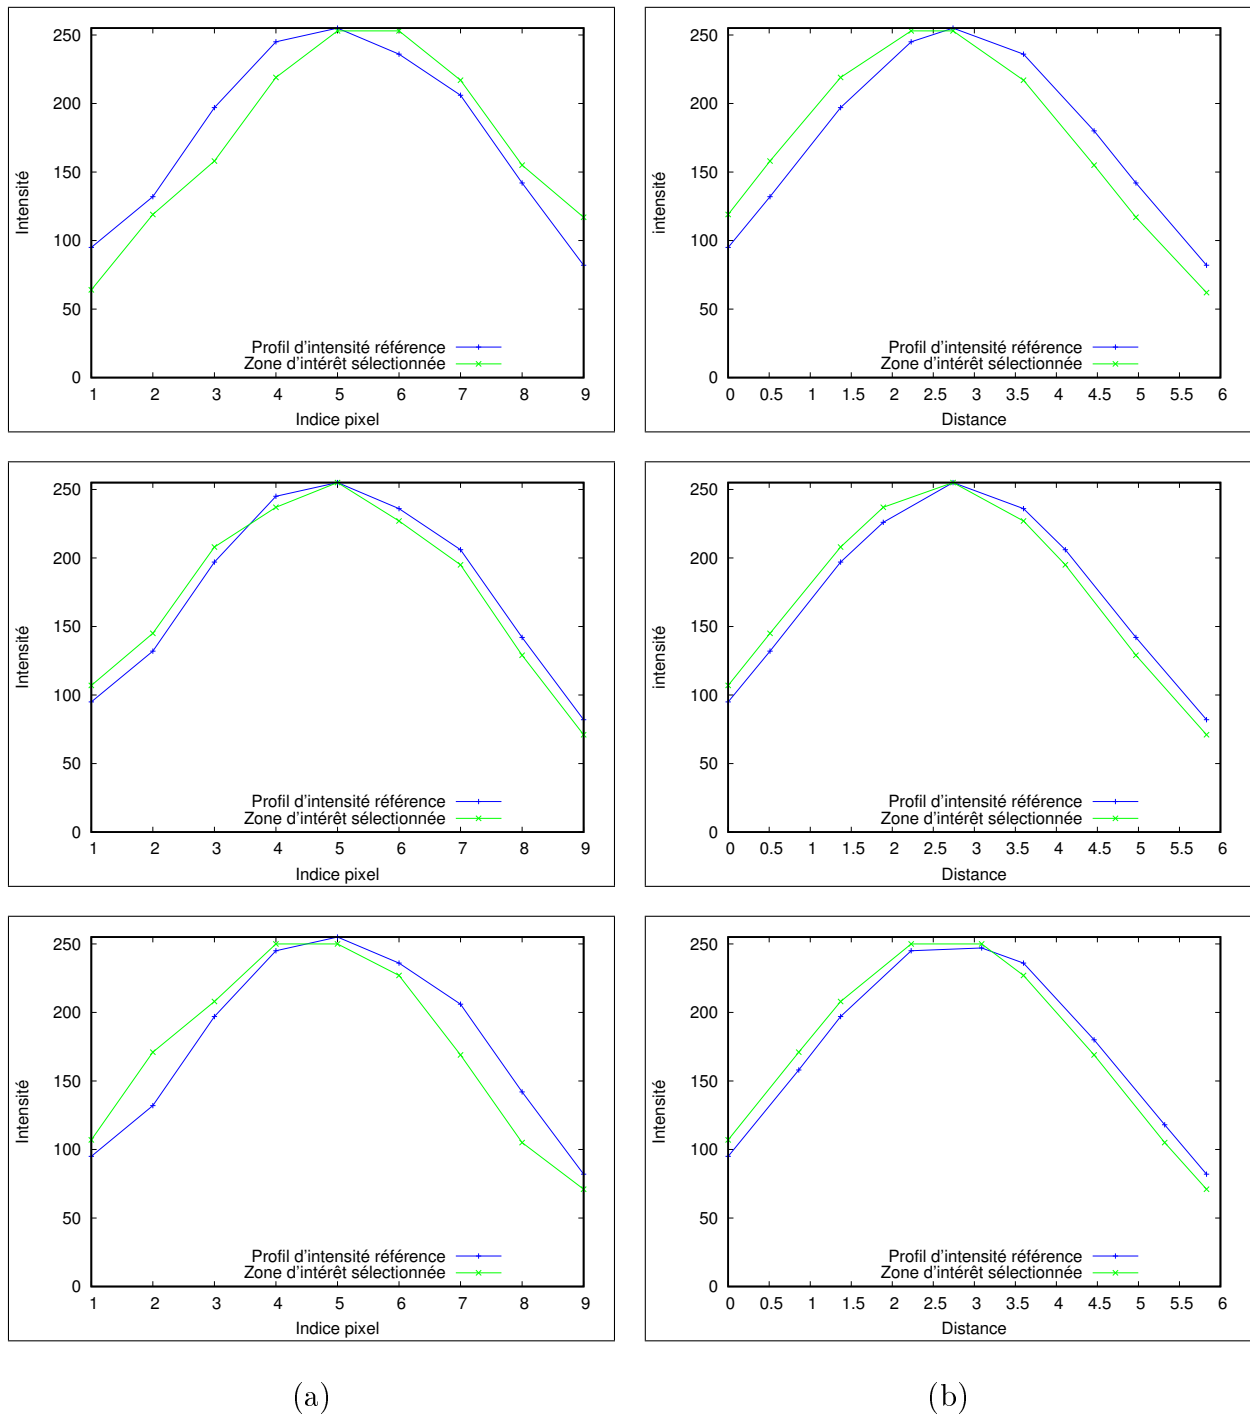 250
200
150
100
50
0
Intensité
Profil d'intensité référence
Zone d'intérêt sélectionnée
1 2 3 4 5 6 7 8 9
Indice pixel
250
200
150
100
50
0
intensité
Profil d'intensité référence
Zone d'intérêt sélectionnée
0 0.5 1 1.5 2 2.5 3 3.5 4 4.5 5 5.5 6
Distance
250
200
150
100
50
0
Intensité
Profil d'intensité référence
Zone d'intérêt sélectionnée
1 2 3 4 5 6 7 8 9
Indice pixel
250
200
150
100
50
0
intensité
Profil d'intensité référence
Zone d'intérêt sélectionnée
0 0.5 1 1.5 2 2.5 3 3.5 4 4.5 5 5.5 6
Distance
250
200
150
100
50
0
Intensité
Profil d'intensité référence
Zone d'intérêt sélectionnée
1 2 3 4 5 6 7 8 9
Indice pixel
250
200
150
100
50
0
Intensité
Profil d'intensité référence
Zone d'intérêt sélectionnée
0 0.5 1 1.5 2 2.5 3 3.5 4 4.5 5 5.5 6
Distance
(a)
(b)